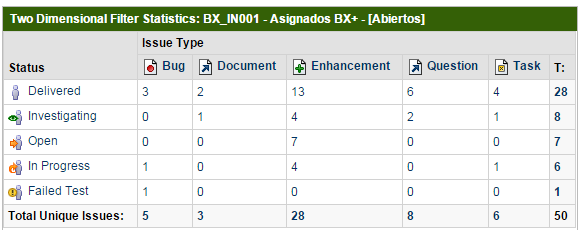 Two Dimensional Filter Statistics: BX_IN001 - Asignados BX+ - [Abiertos]
Issue Type
Status Bug Document Enhancement Question Task T:
Delivered 3 2 13 6 4 28
Investigating 0 1 4 2 1 8
Open 0 0 7 0 0 7
In Progress 1 0 4 0 1 6
Failed Test 1 0 0 0 0 1
Total Unique Issues: 5 3 28 8 6 50